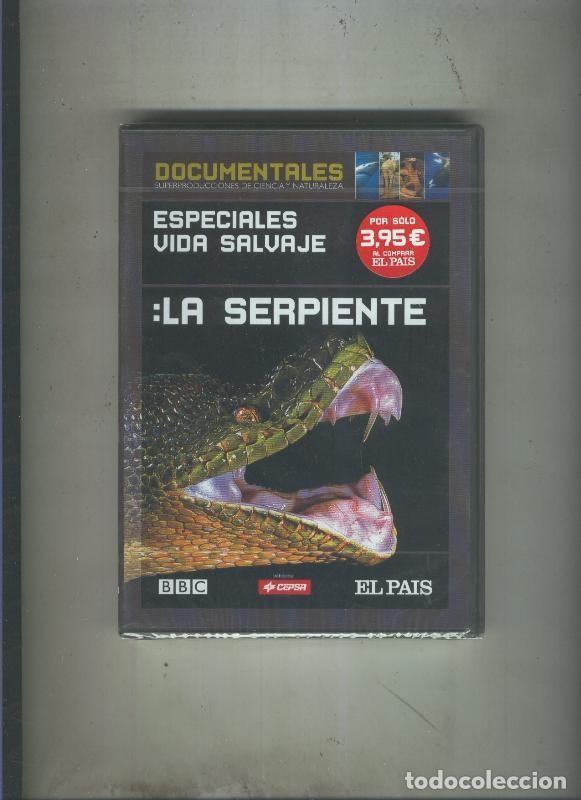 DOCUMENTALES
SUPERPRODUCCIONES DE CIENCIA Y NATURALEZA
ESPECIALES
VIDA SALVAJE
POR SÓLO
3,95 €
AL COMPRAR
EL PAIS
:LA SERPIENTE
BBC
CEPSA
EL PAIS
todocoleccion.net